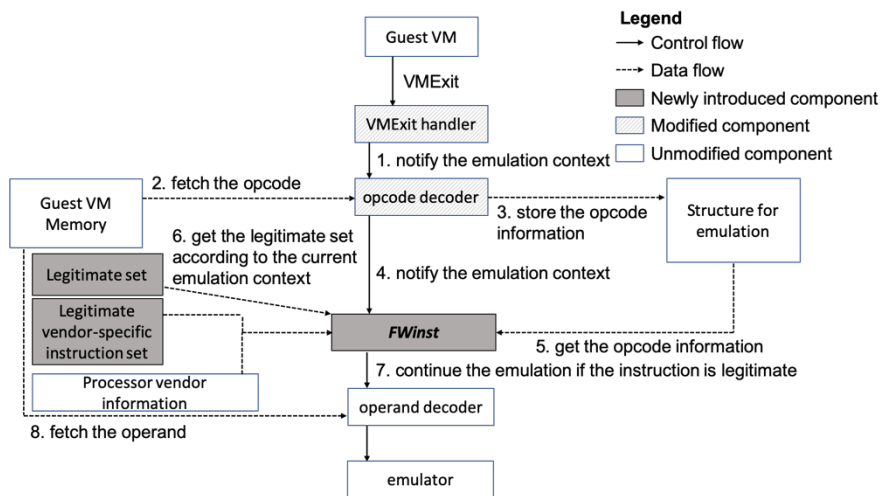 Guest VM
VMExit
VMExit handler
1. notify the emulation context
2. fetch the opcode
Guest VM
Memory
opcode decoder
3. store the opcode
information
Structure for
emulation
6. get the legitimate set
according to the current
emulation context
4. notify the emulation context
Legitimate set
Legitimate
vendor-specific
instruction set
FWinst
5. get the opcode information
7. continue the emulation if the instruction is legitimate
Processor vendor
information
operand decoder
8. fetch the operand
emulator
Legend
Control flow
Data flow
Newly introduced component
Modified component
Unmodified component